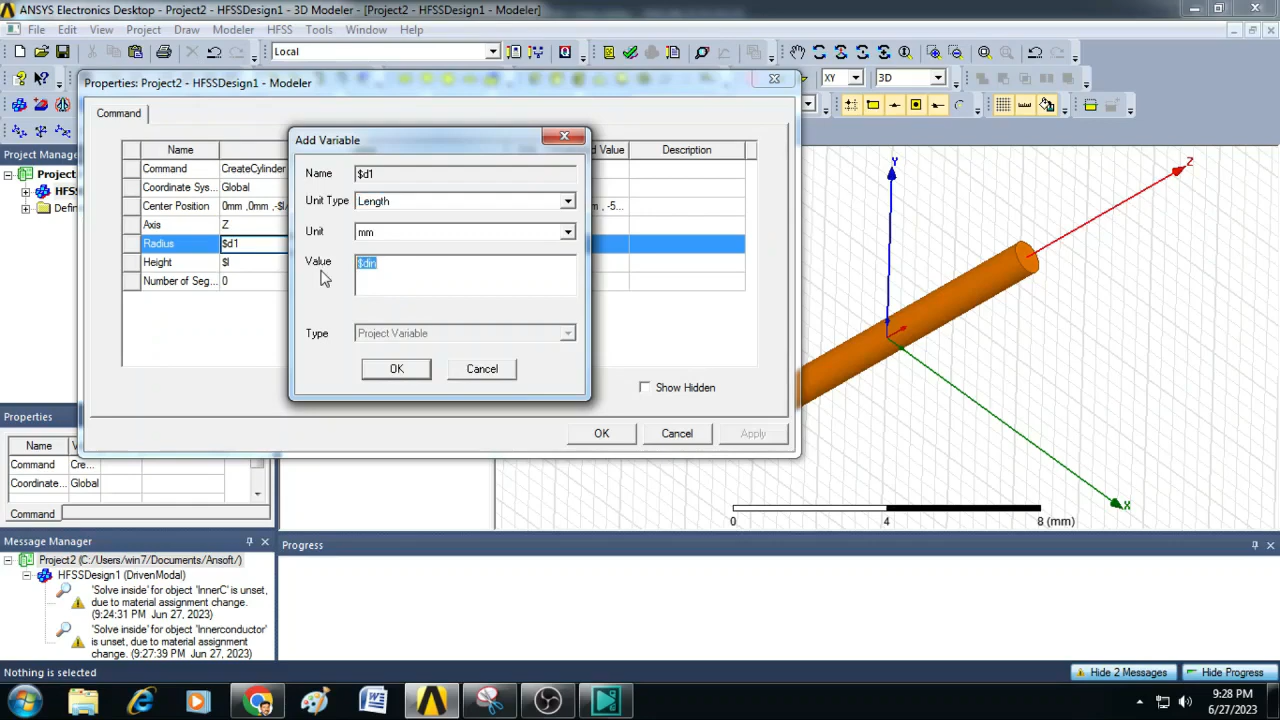 ANSYS Electronics Desktop - Project2 - HFSSDesign1 - 3D Modeler - [Project2 - HFSSDesign1 - Modeler]
File Edit View Project Draw Modeler HFSS Tools Window Help
Local
XY 3D
Properties: Project2 - HFSSDesign1 - Modeler
Command
Name
d Value Description
Command CreateCylinder
Coordinate Sys... Global
Center Position 0mm ,0mm ,-$l/
m , -5...
Axis Z
Radius $d1
Height $l
Number of Seg... 0
Show Hidden
OK Cancel Apply
Add Variable
Name $d1
Unit Type Length
Unit mm
Value $din
Type Project Variable
OK Cancel
Project Manag
Projec
HFSS
Defin
Properties
Name V
Command Cre...
Coordinate... Global
Command
Y
Z
X
0 4 8 (mm)
Message Manager
Project2 (C:/Users/win7/Documents/Ansoft/)
HFSSDesign1 (DrivenModal)
'Solve inside' for object 'InnerC' is unset,
due to material assignment change.
(9:24:31 PM Jun 27, 2023)
'Solve inside' for object 'Innerconductor'
is unset, due to material assignment
change. (9:27:39 PM Jun 27, 2023)
Progress
Nothing is selected
Hide 2 Messages Hide Progress
9:28 PM
6/27/2023